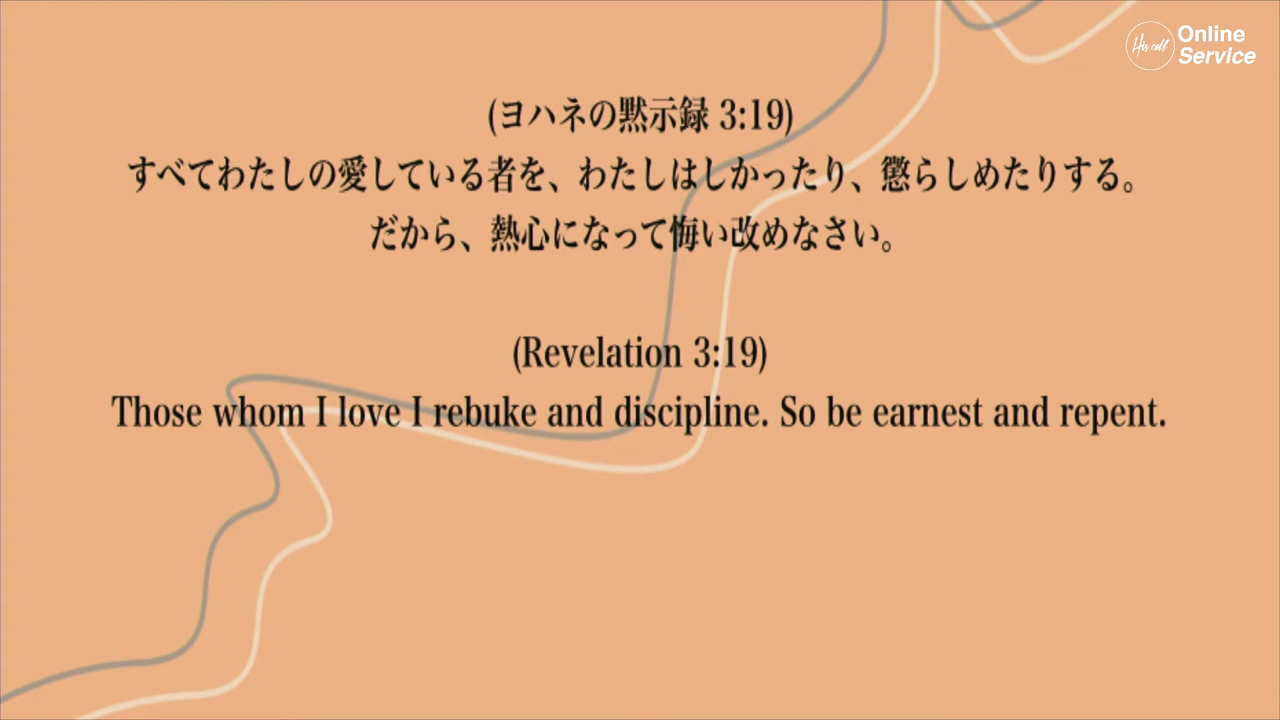 His call
Online
Service
(ヨハネの黙示録 3:19)
すべてわたしの愛している者を、わたしはしかったり、懲らしめたりする。
だから、熱心になって悔い改めなさい。
(Revelation 3:19)
Those whom I love I rebuke and discipline. So be earnest and repent.